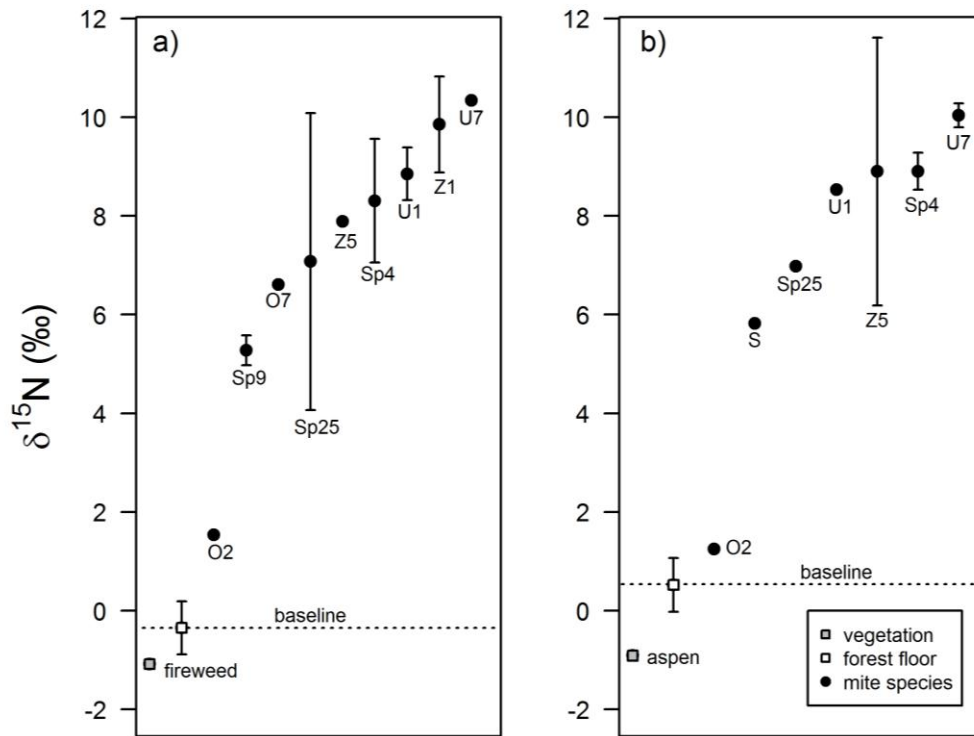 δ15N (‰)
12
10
8
6
4
2
0
-2
a)
U7
Z1
U1
Z5
Sp4
O7
Sp9
Sp25
O2
baseline
fireweed
12
10
8
6
4
2
0
-2
b)
U7
U1
Sp4
Sp25
Z5
S
O2
baseline
aspen
vegetation
forest floor
mite species